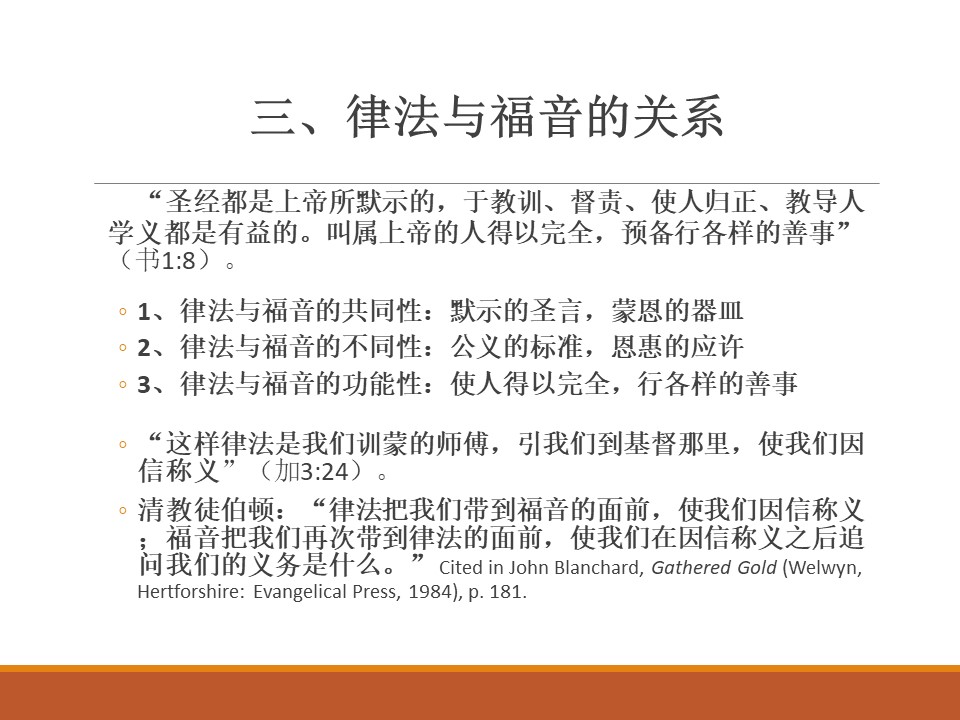 三、律法与福音的关系
“圣经都是上帝所默示的，于教训、督责、使人归正、教导人
学义都是有益的。叫属上帝的人得以完全，预备行各样的善事”
（书1:8）。
◦ 1、律法与福音的共同性：默示的圣言，蒙恩的器皿
◦ 2、律法与福音的不同性：公义的标准，恩惠的应许
◦ 3、律法与福音的功能性：使人得以完全，行各样的善事
◦ “这样律法是我们训蒙的师傅，引我们到基督那里，使我们因
信称义”（加3:24）。
◦ 清教徒伯顿：“律法把我们带到福音的面前，使我们因信称义
；福音把我们再次带到律法的面前，使我们在因信称义之后追
问我们的义务是什么。” Cited in John Blanchard, Gathered Gold (Welwyn,
Hertforshire: Evangelical Press, 1984), p. 181.